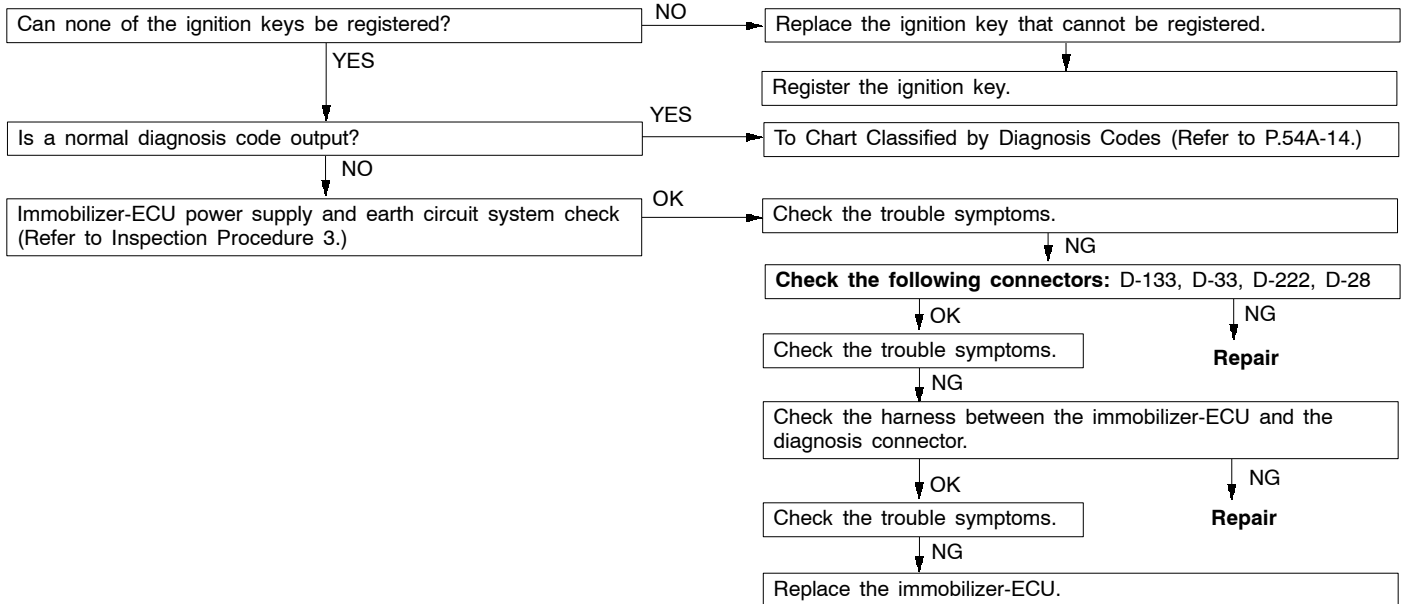 Can none of the ignition keys be registered?
NO
Replace the ignition key that cannot be registered.
YES
Register the ignition key.
Is a normal diagnosis code output?
YES
To Chart Classified by Diagnosis Codes (Refer to P.54A-14.)
NO
Immobilizer-ECU power supply and earth circuit system check
(Refer to Inspection Procedure 3.)
OK
Check the trouble symptoms.
NG
Check the following connectors: D-133, D-33, D-222, D-28
OK
NG
Check the trouble symptoms.
Repair
NG
Check the harness between the immobilizer-ECU and the
diagnosis connector.
OK
NG
Check the trouble symptoms.
Repair
NG
Replace the immobilizer-ECU.